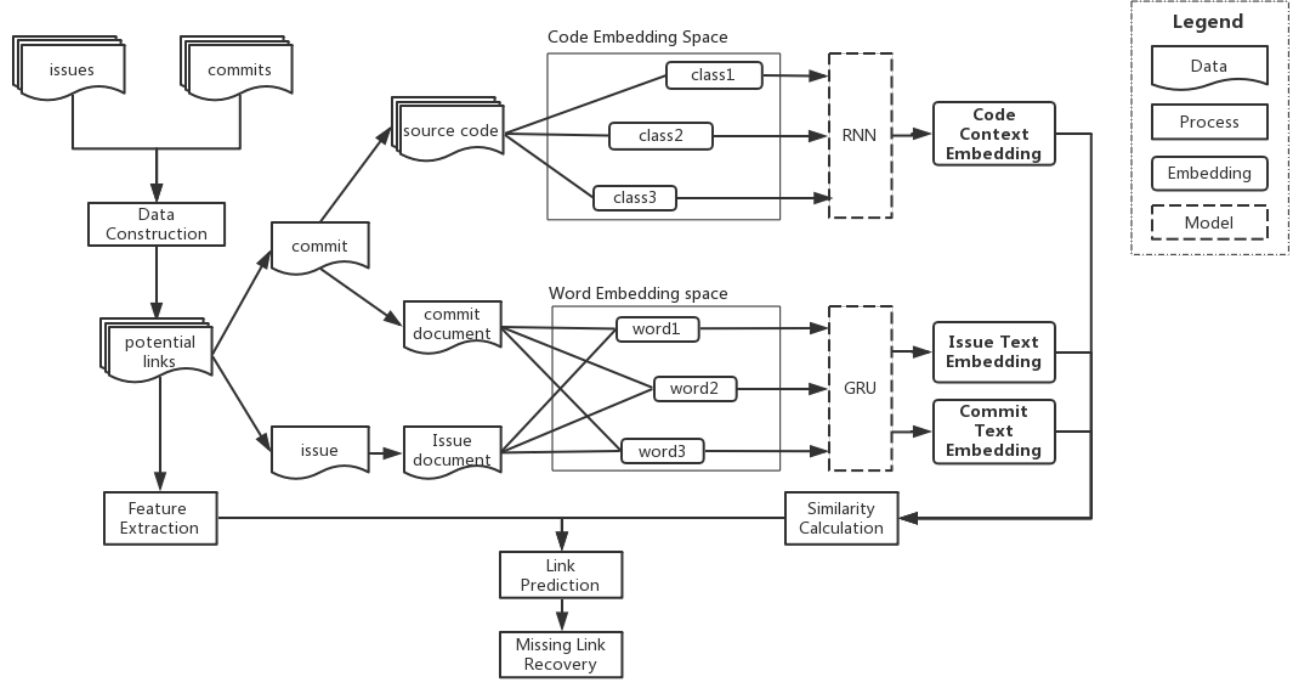 issues
commits
Data
Construction
potential
links
commit
issue
source code
commit
document
Issue
document
Code Embedding Space
class1
class2
class3
RNN
Code
Context
Embedding
Word Embedding space
word1
word2
word3
GRU
Issue Text
Embedding
Commit
Text
Embedding
Feature
Extraction
Similarity
Calculation
Link
Prediction
Missing Link
Recovery
Legend
Data
Process
Embedding
Model